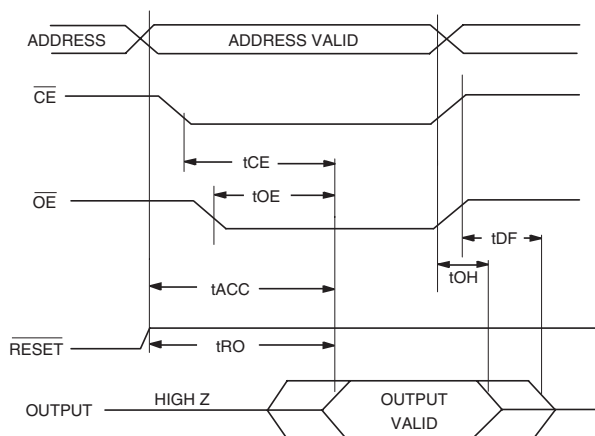 ADDRESS
ADDRESS VALID
CE
tCE
OE
tOE
tDF
tOH
tACC
RESET
tRO
OUTPUT
HIGH Z
OUTPUT
VALID